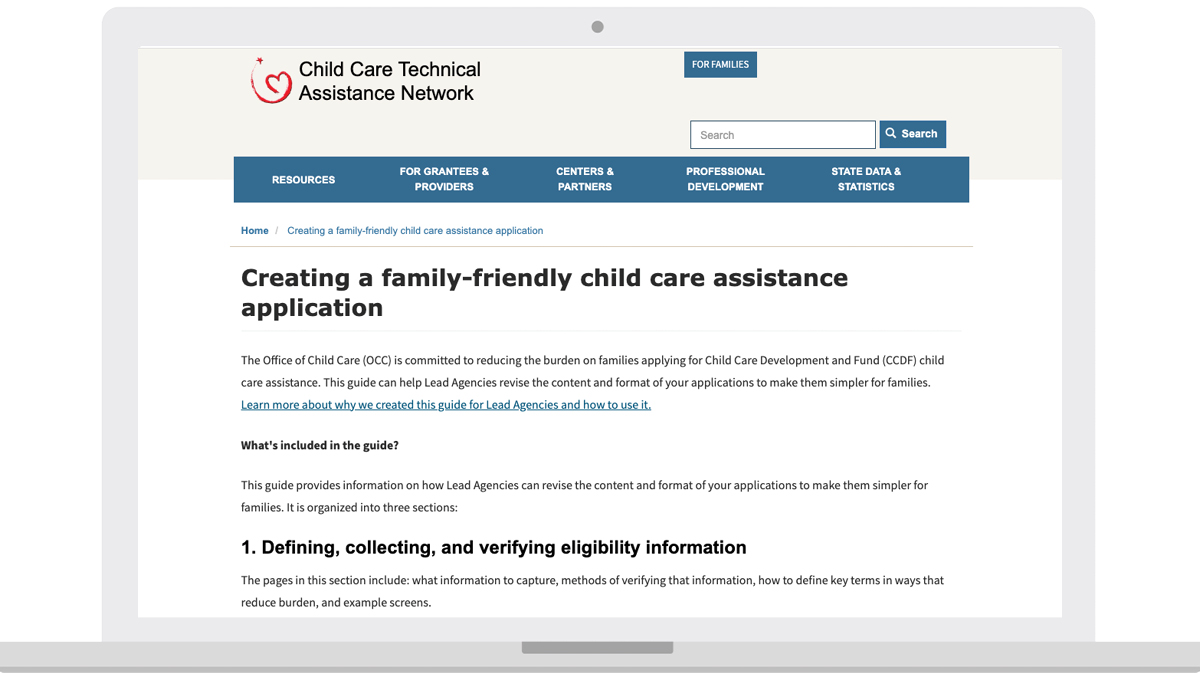 Child Care Technical
Assistance Network
FOR FAMILIES
Search
Search
RESOURCES
FOR GRANTEES &
PROVIDERS
CENTERS &
PARTNERS
PROFESSIONAL
DEVELOPMENT
STATE DATA &
STATISTICS
Home / Creating a family-friendly child care assistance application
Creating a family-friendly child care assistance
application
The Office of Child Care (OCC) is committed to reducing the burden on families applying for Child Care Development and Fund (CCDF) child
care assistance. This guide can help Lead Agencies revise the content and format of your applications to make them simpler for families.
Learn more about why we created this guide for Lead Agencies and how to use it.
What's included in the guide?
This guide provides information on how Lead Agencies can revise the content and format of your applications to make them simpler for
families. It is organized into three sections:
1. Defining, collecting, and verifying eligibility information
The pages in this section include: what information to capture, methods of verifying that information, how to define key terms in ways that
reduce burden, and example screens.